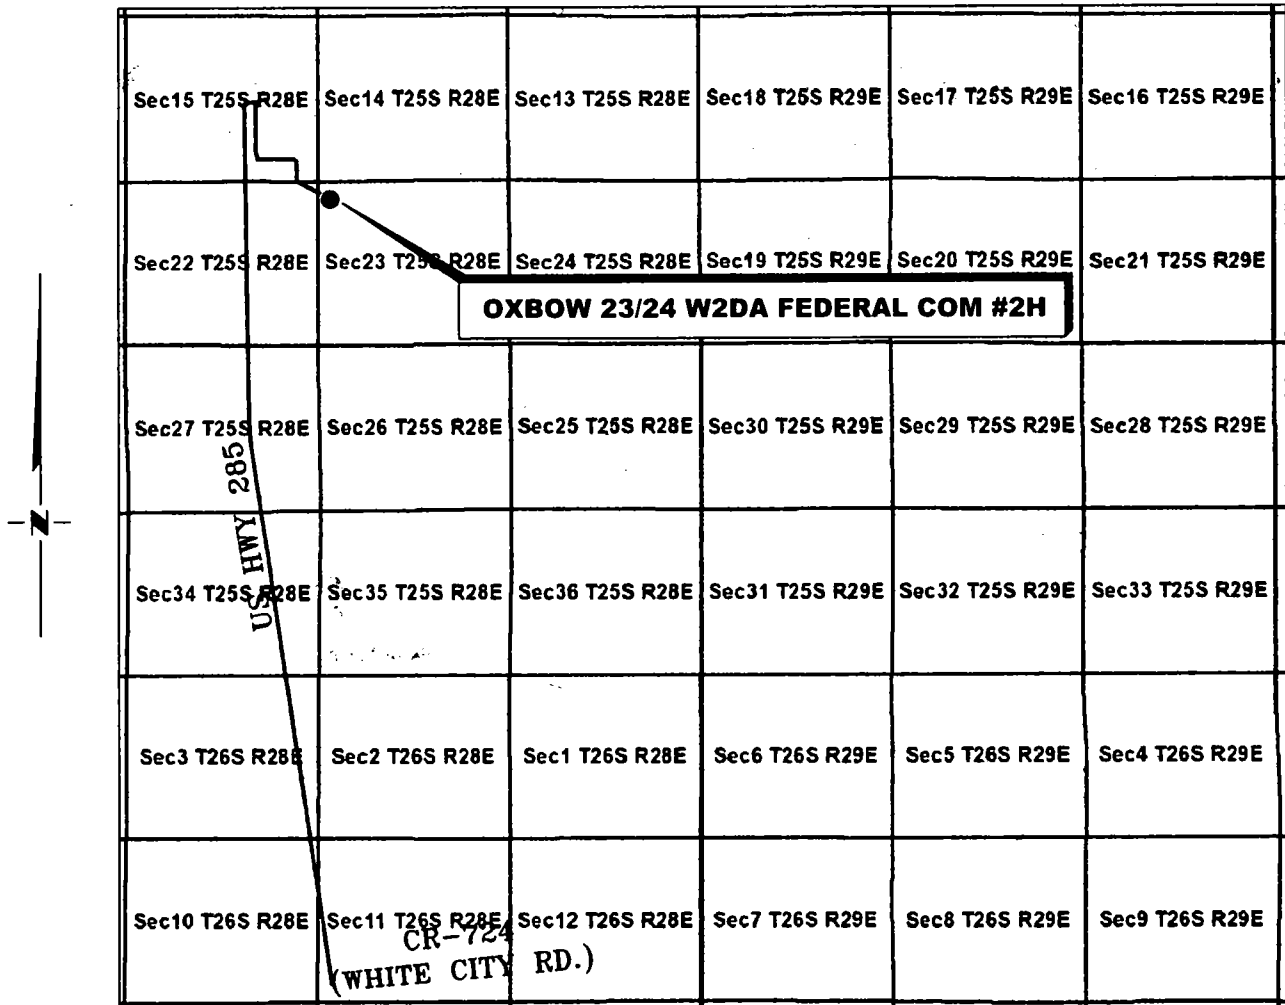 Sec15 T25S R28E Sec14 T25S R28E Sec13 T25S R28E Sec18 T25S R29E Sec17 T25S R29E Sec16 T25S R29E
Sec22 T25S R28E Sec23 T25S R28E Sec24 T25S R28E Sec19 T25S R29E Sec20 T25S R29E Sec21 T25S R29E
OXBOW 23/24 W2DA FEDERAL COM #2H
Sec27 T25S R28E Sec26 T25S R28E Sec25 T25S R28E Sec30 T25S R29E Sec29 T25S R29E Sec28 T25S R29E
US HWY 285
N
Sec34 T25S R28E Sec35 T25S R28E Sec36 T25S R28E Sec31 T25S R29E Sec32 T25S R29E Sec33 T25S R29E
Sec3 T26S R28E Sec2 T26S R28E Sec1 T26S R28E Sec6 T26S R29E Sec5 T26S R29E Sec4 T26S R29E
Sec10 T26S R28E Sec11 T26S R28E Sec12 T26S R28E Sec7 T26S R29E Sec8 T26S R29E Sec9 T26S R29E
CR-724
(WHITE CITY RD.)